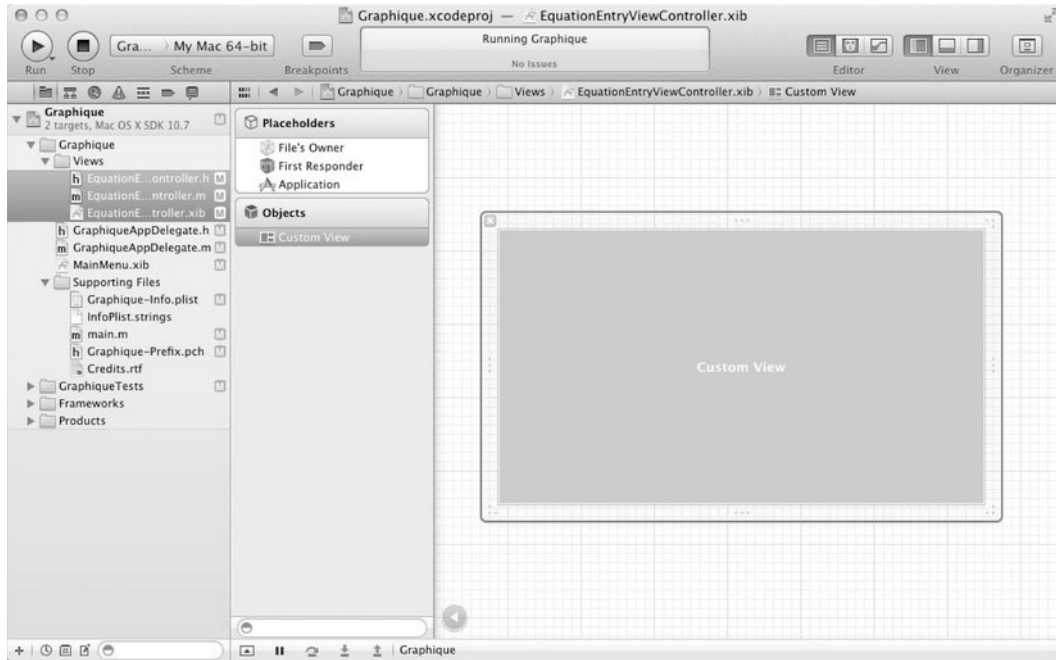 Graphique.xcodeproj — EquationEntryViewController.xib
Gra... My Mac 64-bit
Running Graphique
No Issues
Run Stop Scheme Breakpoints Editor View Organizer
Graphique Graphique Views EquationEntryViewController.xib Custom View
Graphique
2 targets, Mac OS X SDK 10.7
Graphique
Views
h EquationE...ontroller.h M
m EquationE...ntroller.m M
EquationE...troller.xib M
h GraphiqueAppDelegate.h
m GraphiqueAppDelegate.m
MainMenu.xib
Supporting Files
Graphique-Info.plist
InfoPlist.strings
m main.m
h Graphique-Prefix.pch
Credits.rtf
GraphiqueTests
Frameworks
Products
Placeholders
File's Owner
First Responder
Application
Objects
Custom View
Custom View
Graphique